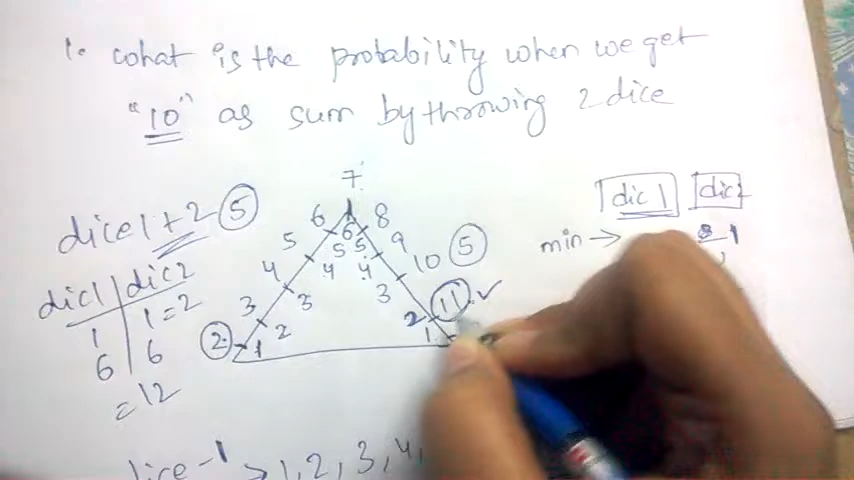 1. what is the probability when we get
"10" as sum by throwing 2 dice
dice1+2 5
dic1 dic2
1 1=2
6 6
=12
7
6 6 8
5 5 5 9
4 4 4 10 5
3 3 3 11 ✓
2 2 2
1 1
dic1 dic2
min → 1
dice-1 > 1, 2, 3, 4,